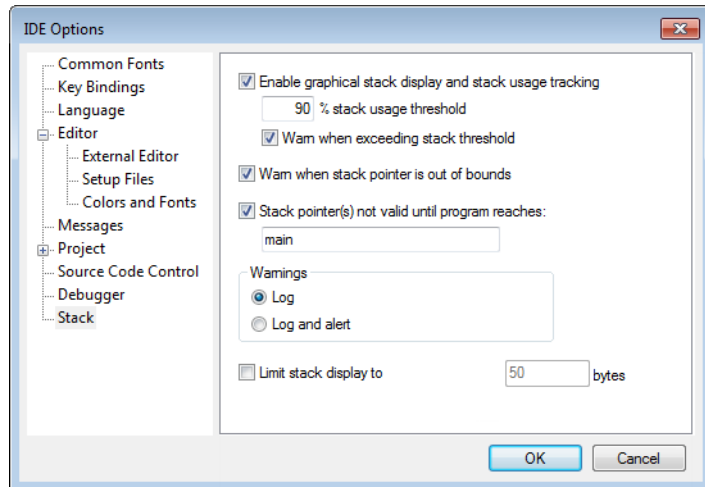 IDE Options
Common Fonts
Key Bindings
Language
Editor
External Editor
Setup Files
Colors and Fonts
Messages
Project
Source Code Control
Debugger
Stack
Enable graphical stack display and stack usage tracking
90 % stack usage threshold
Warn when exceeding stack threshold
Warn when stack pointer is out of bounds
Stack pointer(s) not valid until program reaches:
main
Warnings
Log
Log and alert
Limit stack display to 50 bytes
OK Cancel